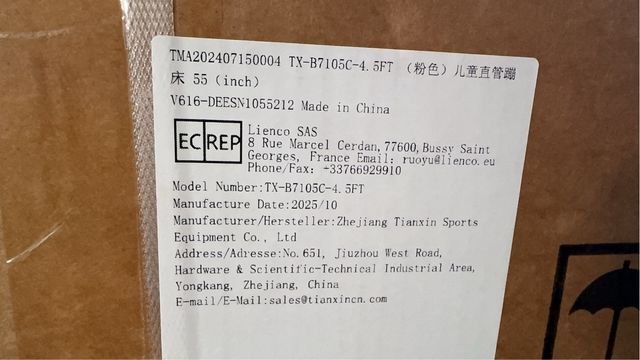 TMA202407150004 TX-B7105C-4.5FT （粉色）儿童直管蹦
床 55（inch）
V616-DEESN1055212 Made in China
EC REP
Lienco SAS
8 Rue Marcel Cerdan,77600,Bussy Saint
Georges, France Email: ruoyu@lienco.eu
Phone/Fax: +33766929910
Model Number:TX-B7105C-4.5FT
Manufacture Date:2025/10
Manufacturer/Hersteller:Zhejiang Tianxin Sports
Equipment Co., Ltd
Address/Adresse:No.651, Jiuzhou West Road,
Hardware & Scientific-Technical Industrial Area,
Yongkang, Zhejiang, China
E-mail/E-Mail:sales@tianxincn.com